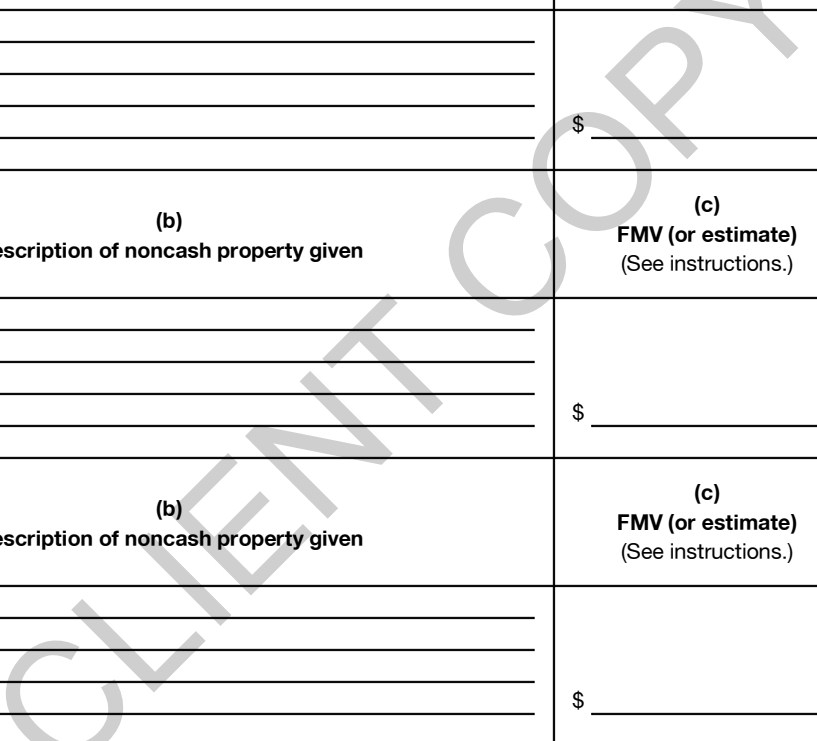 $
(b)
escription of noncash property given
(c)
FMV (or estimate)
(See instructions.)
$
(b)
escription of noncash property given
(c)
FMV (or estimate)
(See instructions.)
$
CLIENT COPY